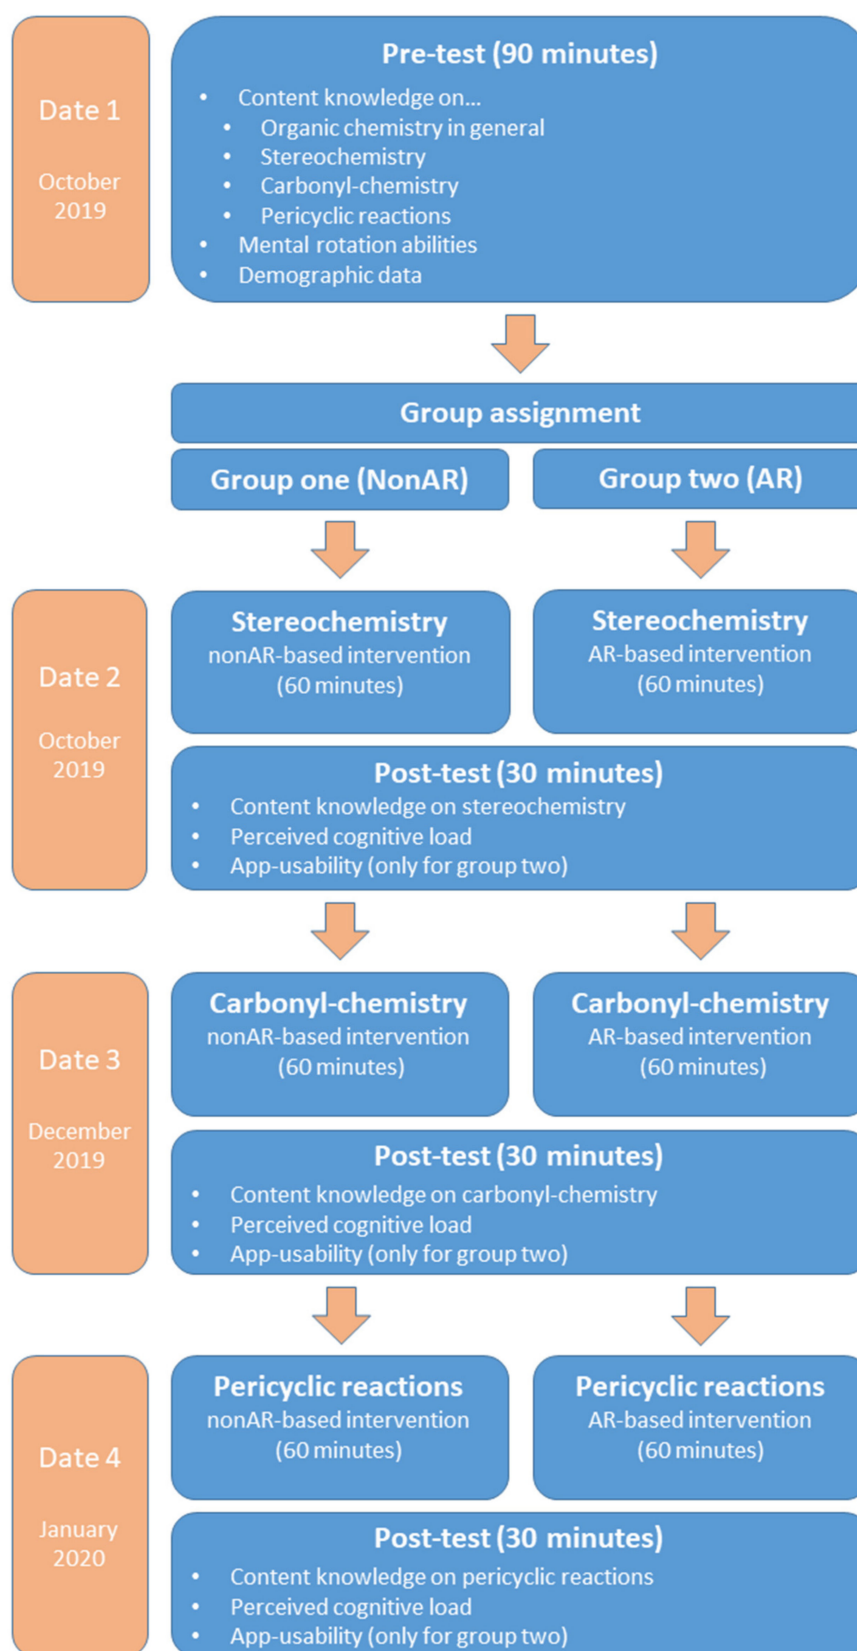 Date 1
October
2019
Pre-test (90 minutes)
• Content knowledge on...
• Organic chemistry in general
• Stereochemistry
• Carbonyl-chemistry
• Pericyclic reactions
• Mental rotation abilities
• Demographic data
Group assignment
Group one (NonAR)
Group two (AR)
Date 2
October
2019
Stereochemistry
nonAR-based intervention
(60 minutes)
Stereochemistry
AR-based intervention
(60 minutes)
Post-test (30 minutes)
• Content knowledge on stereochemistry
• Perceived cognitive load
• App-usability (only for group two)
Date 3
December
2019
Carbonyl-chemistry
nonAR-based intervention
(60 minutes)
Carbonyl-chemistry
AR-based intervention
(60 minutes)
Post-test (30 minutes)
• Content knowledge on carbonyl-chemistry
• Perceived cognitive load
• App-usability (only for group two)
Date 4
January
2020
Pericyclic reactions
nonAR-based intervention
(60 minutes)
Pericyclic reactions
AR-based intervention
(60 minutes)
Post-test (30 minutes)
• Content knowledge on pericyclic reactions
• Perceived cognitive load
• App-usability (only for group two)